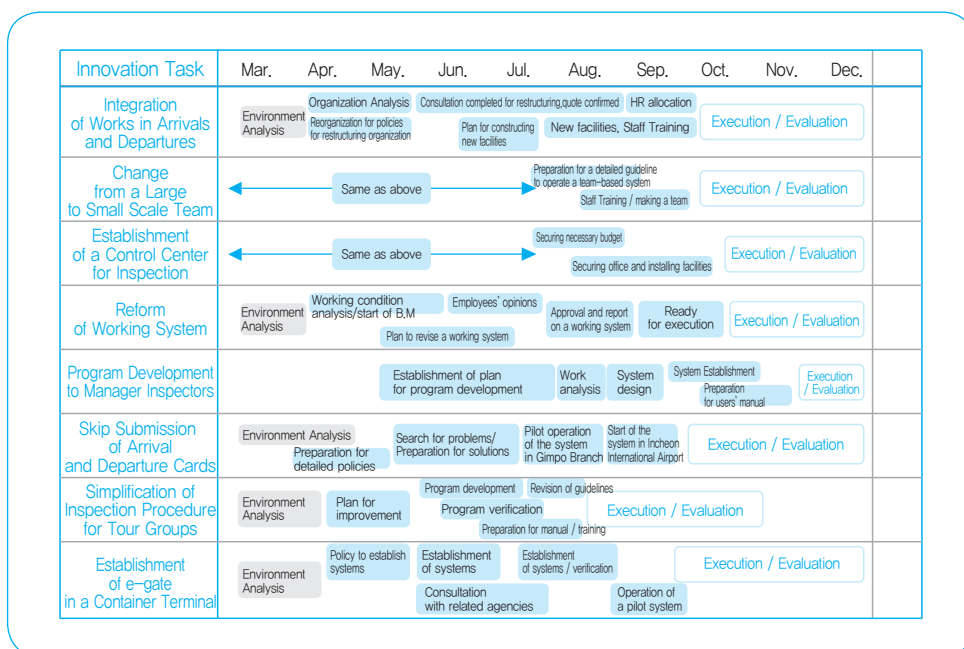 Innovation Task
Mar. Apr. May. Jun. Jul. Aug. Sep. Oct. Nov. Dec.
Integration
of Works in Arrivals
and Departures
Environment
Analysis
Organization Analysis
Reorganization for policies
for restructuring organization
Consultation completed for restructuring,quote confirmed
Plan for constructing
new facilities
HR allocation
New facilities, Staff Training
Execution / Evaluation
Change
from a Large
to Small Scale Team
Same as above
Preparation for a detailed guideline
to operate a team-based system
Staff Training / making a team
Execution / Evaluation
Establishment
of a Control Center
for Inspection
Same as above
Securing necessary budget
Securing office and installing facilities
Execution / Evaluation
Reform
of Working System
Environment
Analysis
Working condition
analysis/start of B,M
Plan to revise a working system
Employees' opinions
Approval and report
on a working system
Ready
for execution
Execution / Evaluation
Program Development
to Manager Inspectors
Establishment of plan
for program development
Work
analysis
System
design
System Establishment
Preparation
for users' manual
Execution
/ Evaluation
Skip Submission
of Arrival
and Departure Cards
Environment Analysis
Preparation for
detailed policies
Search for problems/
Preparation for solutions
Pilot operation
of the system
in Gimpo Branch
Start of the
system in Incheon
International Airport
Execution / Evaluation
Simplification of
Inspection Procedure
for Tour Groups
Environment
Analysis
Plan for
improvement
Program development
Program verification
Preparation for manual / training
Revision of guidelines
Execution / Evaluation
Establishment
of e-gate
in a Container Terminal
Environment
Analysis
Policy to establish
systems
Establishment
of systems
Consultation
with related agencies
Establishment
of systems / verification
Operation of
a pilot system
Execution / Evaluation